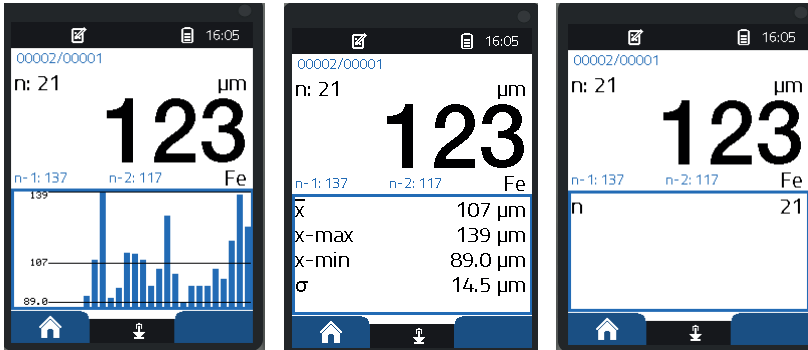 16:05
00002/00001
n: 21 μm
123
n-1: 137 n-2: 117 Fe
139
107
89.0
16:05
00002/00001
n: 21 μm
123
n-1: 137 n-2: 117 Fe
x̅ 107 μm
x-max 139 μm
x-min 89.0 μm
σ 14.5 μm
16:05
00002/00001
n: 21 μm
123
n-1: 137 n-2: 117 Fe
n 21